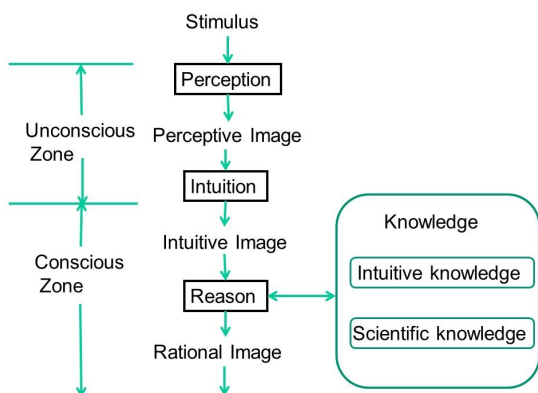 Stimulus
Perception
Unconscious
Zone
Perceptive Image
Intuition
Intuitive Image
Conscious
Zone
Reason
Rational Image
Knowledge
Intuitive knowledge
Scientific knowledge